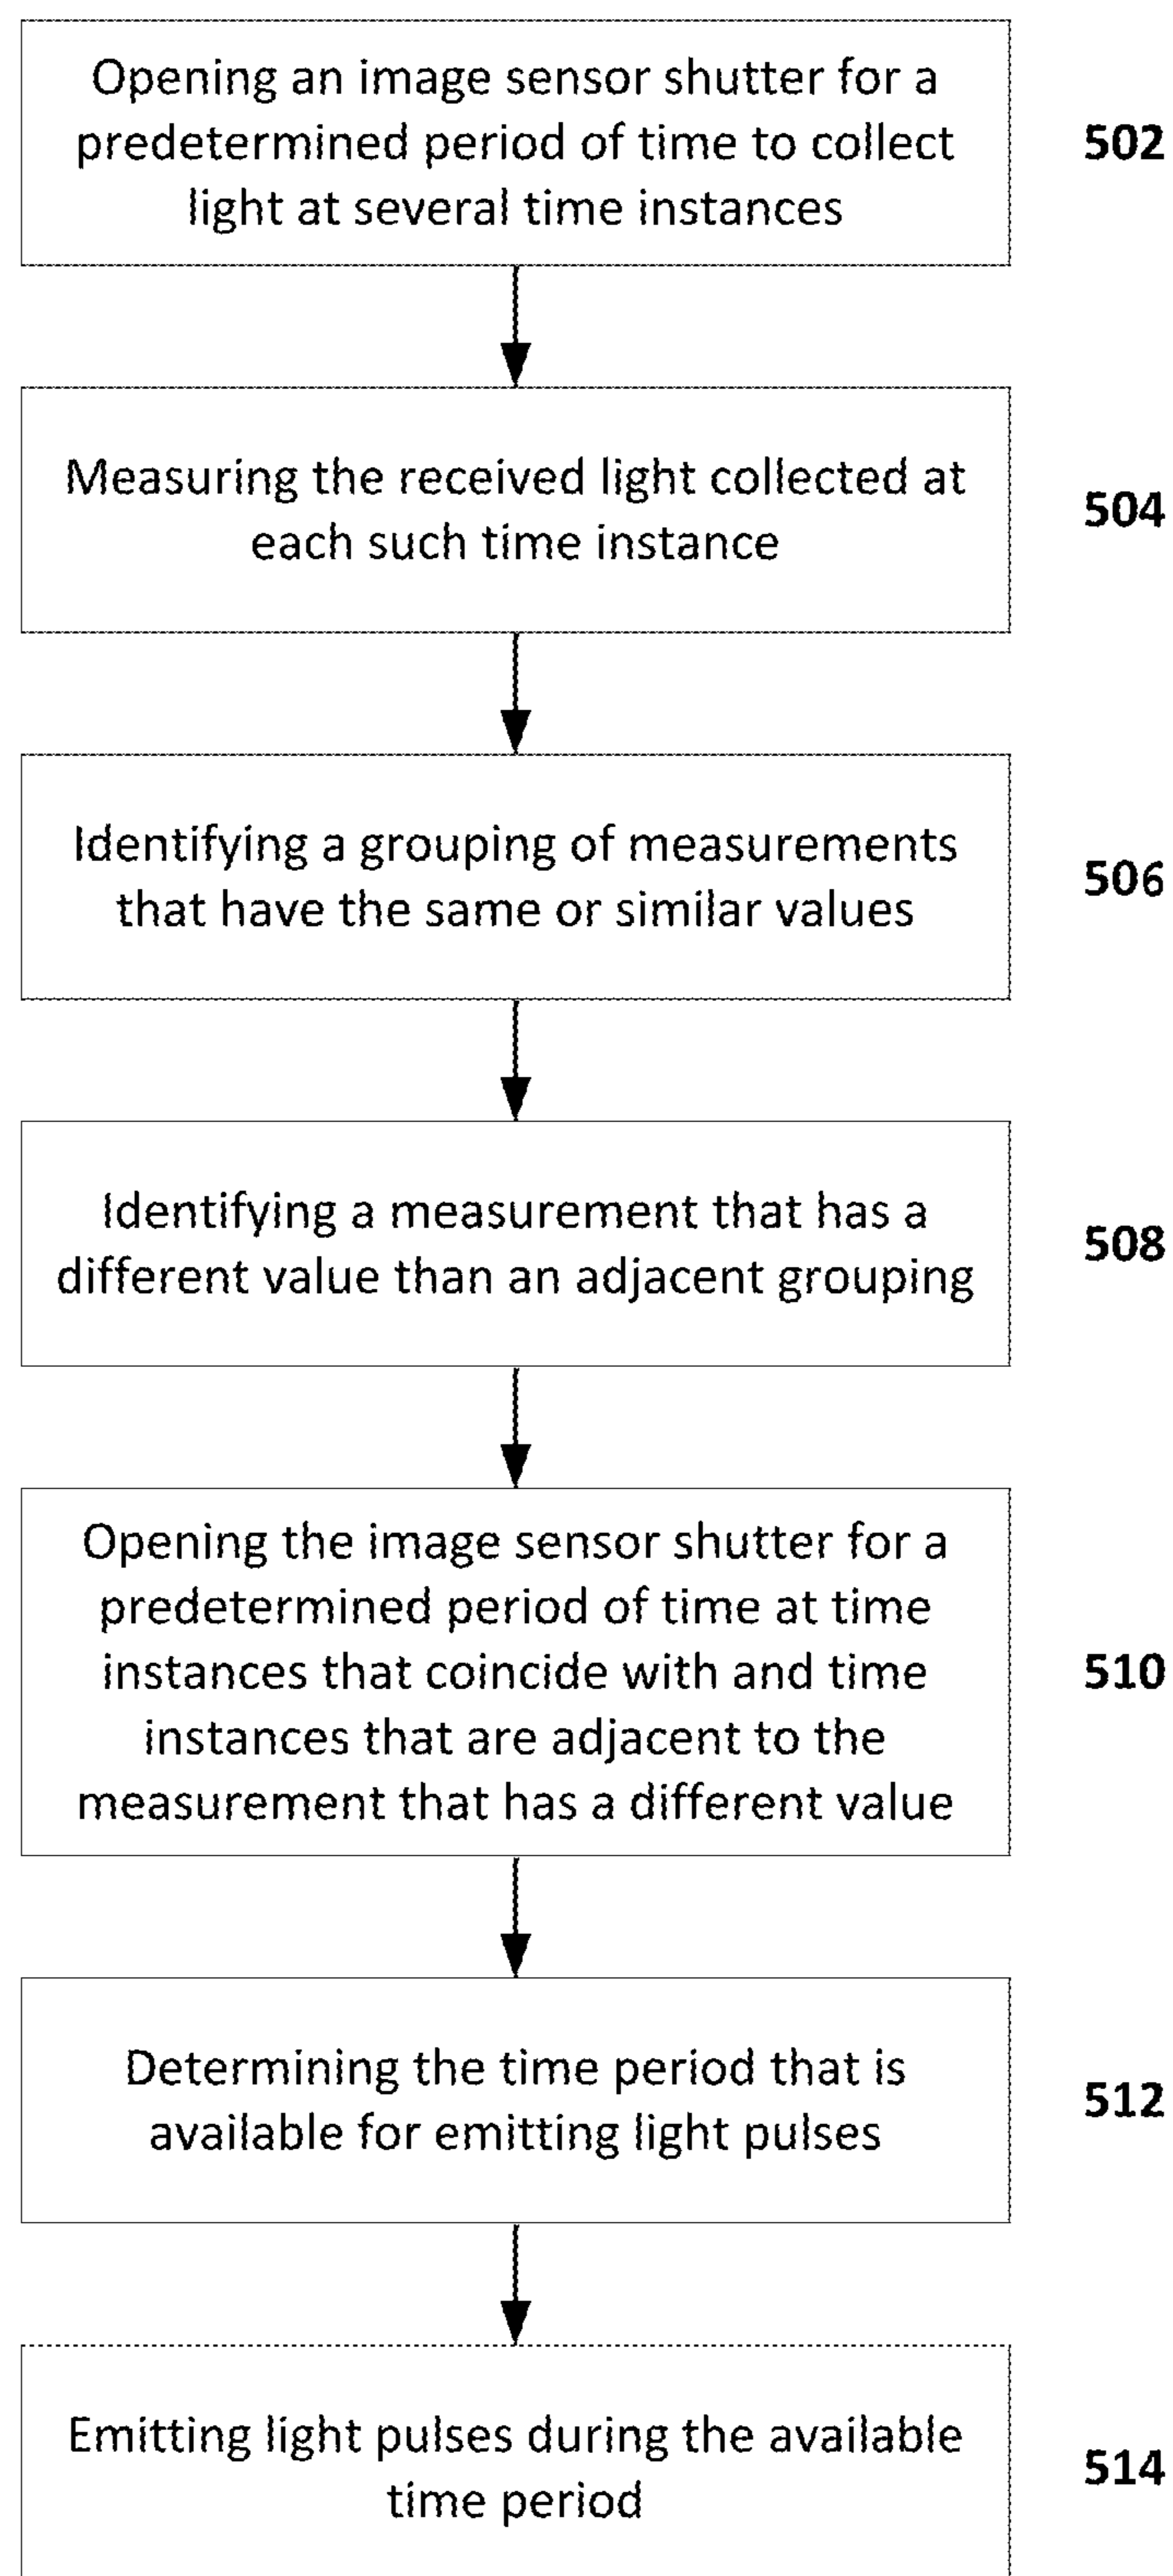 Opening an image sensor shutter for a
predetermined period of time to collect
light at several time instances
502
Measuring the received light collected at
each such time instance
504
Identifying a grouping of measurements
that have the same or similar values
506
Identifying a measurement that has a
different value than an adjacent grouping
508
Opening the image sensor shutter for a
predetermined period of time at time
instances that coincide with and time
instances that are adjacent to the
measurement that has a different value
510
Determining the time period that is
available for emitting light pulses
512
Emitting light pulses during the available
time period
514